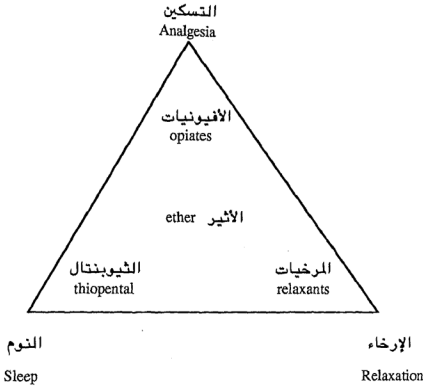 التسكين
Analgesia
الأفيونيات
opiates
ether الأثير
الثيوبنتال
thiopental
المرخيات
relaxants
النوم
Sleep
الإرخاء
Relaxation